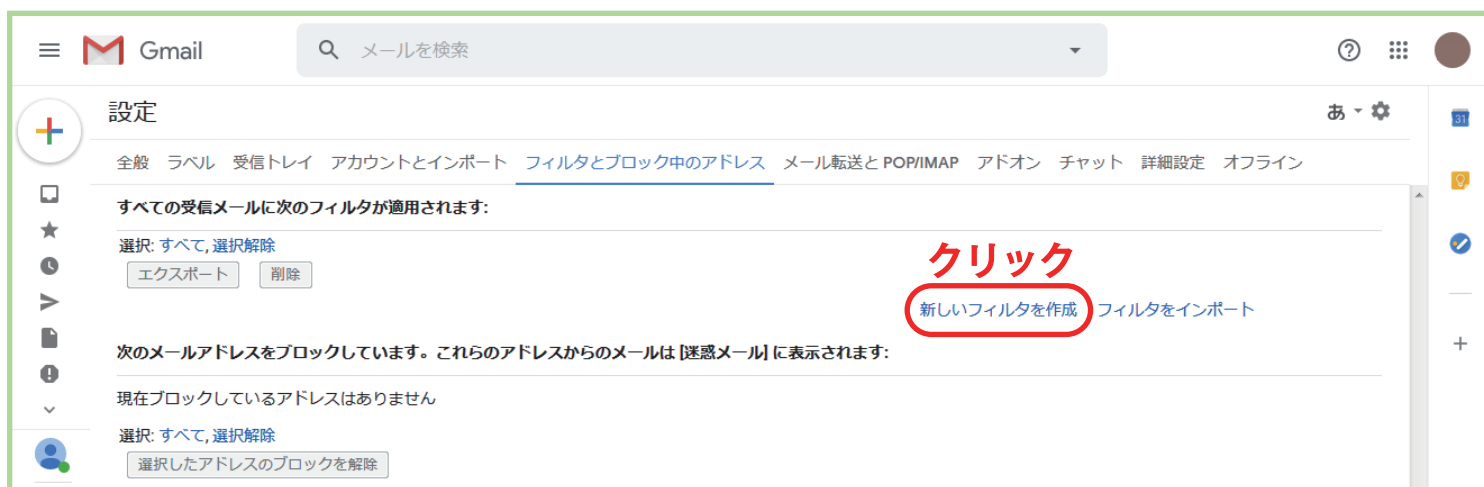 Gmail
メールを検索
設定
あ
31
全般 ラベル 受信トレイ アカウントとインポート フィルタとブロック中のアドレス メール転送と POP/IMAP アドオン チャット 詳細設定 オフライン
すべての受信メールに次のフィルタが適用されます:
選択: すべて, 選択解除
エクスポート 削除
クリック
新しいフィルタを作成 フィルタをインポート
次のメールアドレスをブロックしています。これらのアドレスからのメールは [迷惑メール] に表示されます:
現在ブロックしているアドレスはありません
選択: すべて, 選択解除
選択したアドレスのブロックを解除